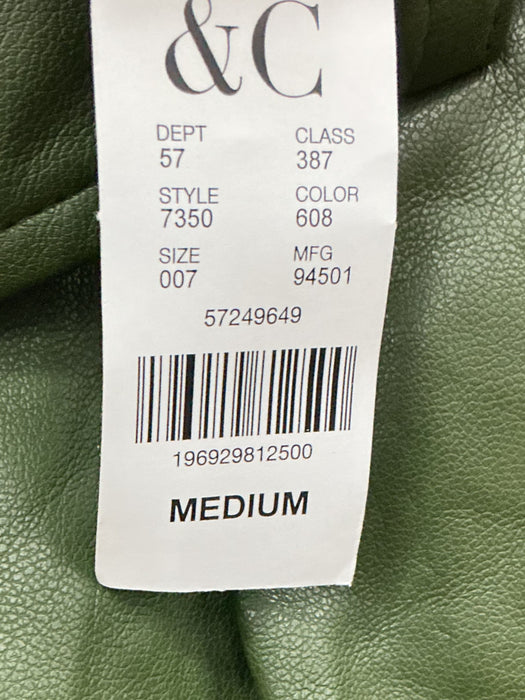 &C
DEPT CLASS
57 387
STYLE COLOR
7350 608
SIZE MFG
007 94501
57249649
196929812500
MEDIUM